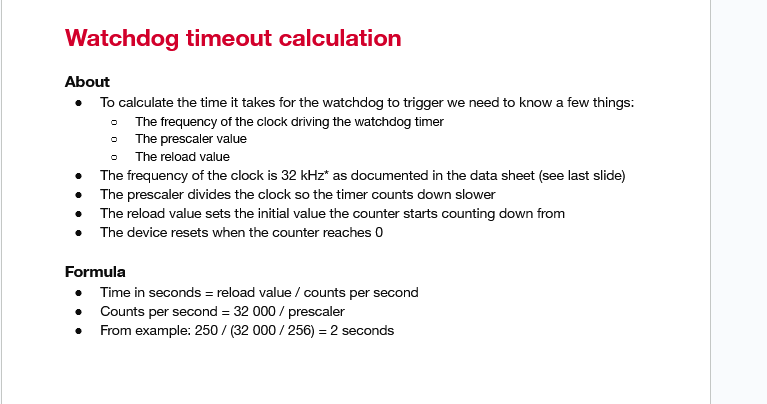 Watchdog timeout calculation
About
● To calculate the time it takes for the watchdog to trigger we need to know a few things:
○ The frequency of the clock driving the watchdog timer
○ The prescaler value
○ The reload value
● The frequency of the clock is 32 kHz* as documented in the data sheet (see last slide)
● The prescaler divides the clock so the timer counts down slower
● The reload value sets the initial value the counter starts counting down from
● The device resets when the counter reaches 0
Formula
● Time in seconds = reload value / counts per second
● Counts per second = 32 000 / prescaler
● From example: 250 / (32 000 / 256) = 2 seconds